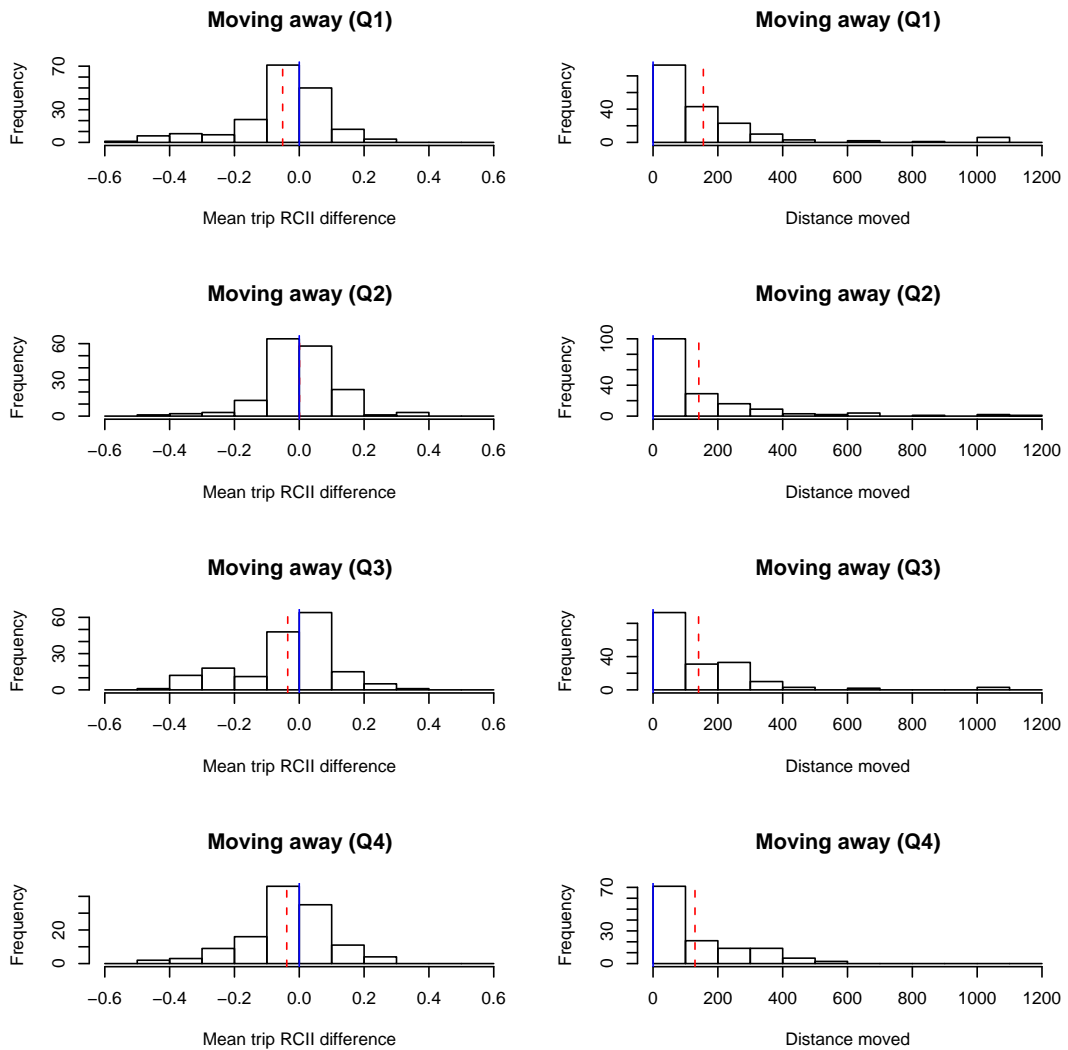 Moving away (Q1)
Frequency
0 30 70
−0.6 −0.4 −0.2 0.0 0.2 0.4 0.6
Mean trip RCII difference
Moving away (Q1)
Frequency
0 40
0 200 400 600 800 1000 1200
Distance moved
Moving away (Q2)
Frequency
0 30 60
−0.6 −0.4 −0.2 0.0 0.2 0.4 0.6
Mean trip RCII difference
Moving away (Q2)
Frequency
0 40 100
0 200 400 600 800 1000 1200
Distance moved
Moving away (Q3)
Frequency
0 30 60
−0.6 −0.4 −0.2 0.0 0.2 0.4 0.6
Mean trip RCII difference
Moving away (Q3)
Frequency
0 40
0 200 400 600 800 1000 1200
Distance moved
Moving away (Q4)
Frequency
0 20
−0.6 −0.4 −0.2 0.0 0.2 0.4 0.6
Mean trip RCII difference
Moving away (Q4)
Frequency
0 30 70
0 200 400 600 800 1000 1200
Distance moved